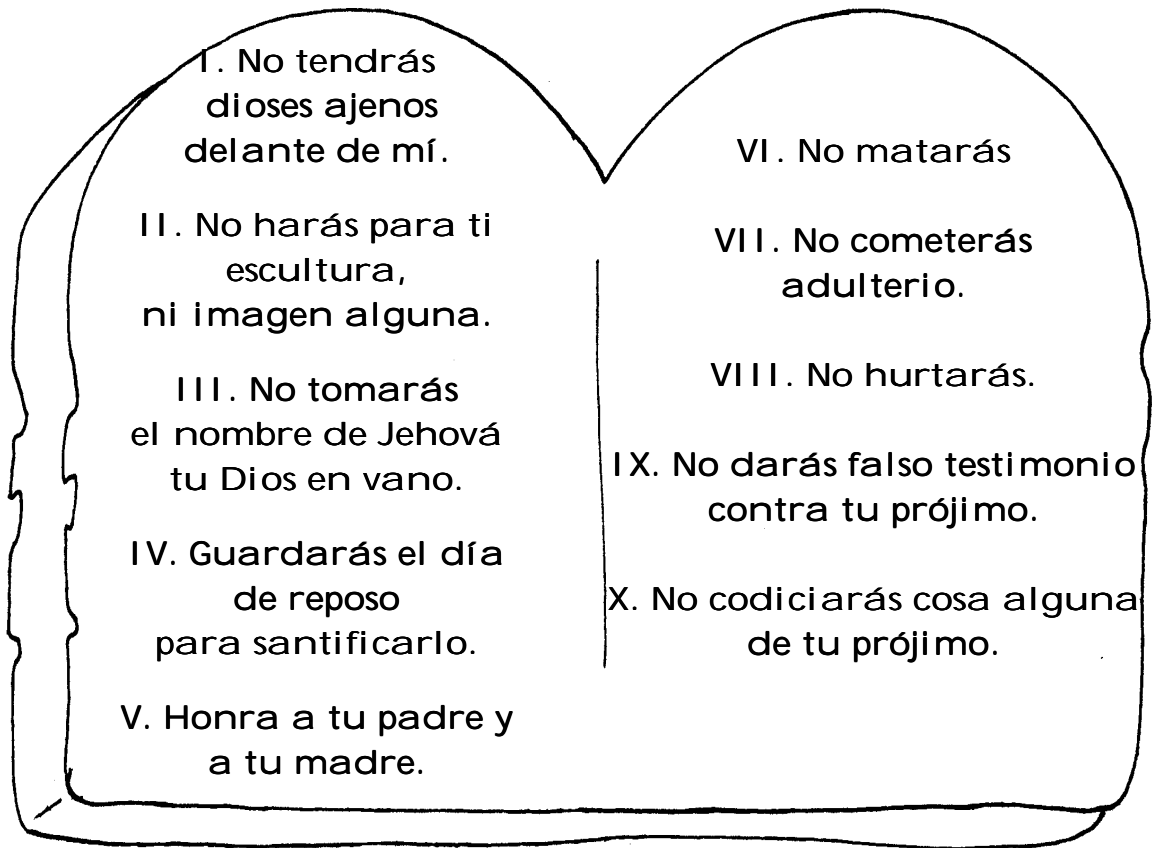 I. No tendrás
dioses ajenos
delante de mí.
II. No harás para ti
escultura,
ni imagen alguna.
III. No tomarás
el nombre de Jehová
tu Dios en vano.
IV. Guardarás el día
de reposo
para santificarlo.
V. Honra a tu padre y
a tu madre.
VI. No matarás
VII. No cometerás
adulterio.
VIII. No hurtarás.
IX. No darás falso testimonio
contra tu prójimo.
X. No codiciarás cosa alguna
de tu prójimo.